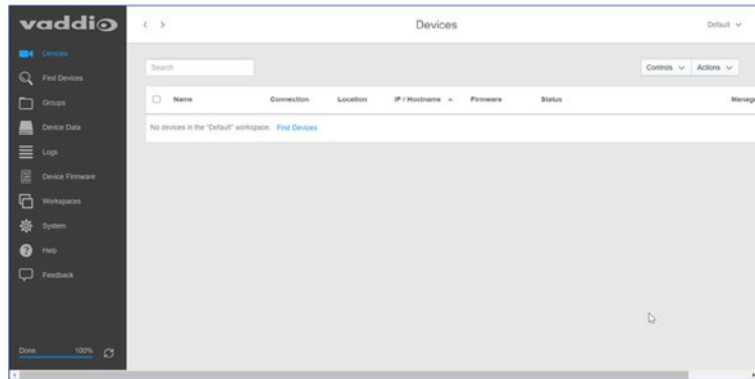 vaddio
Devices
Default
Devices
Find Devices
Groups
Device Data
Logs
Device Firmware
Workspaces
System
Help
Feedback
Done 100%
Search
Controls Actions
Name Connection Location IP / Hostname Firmware Status Manag
No devices in the "Default" workspace. Find Devices